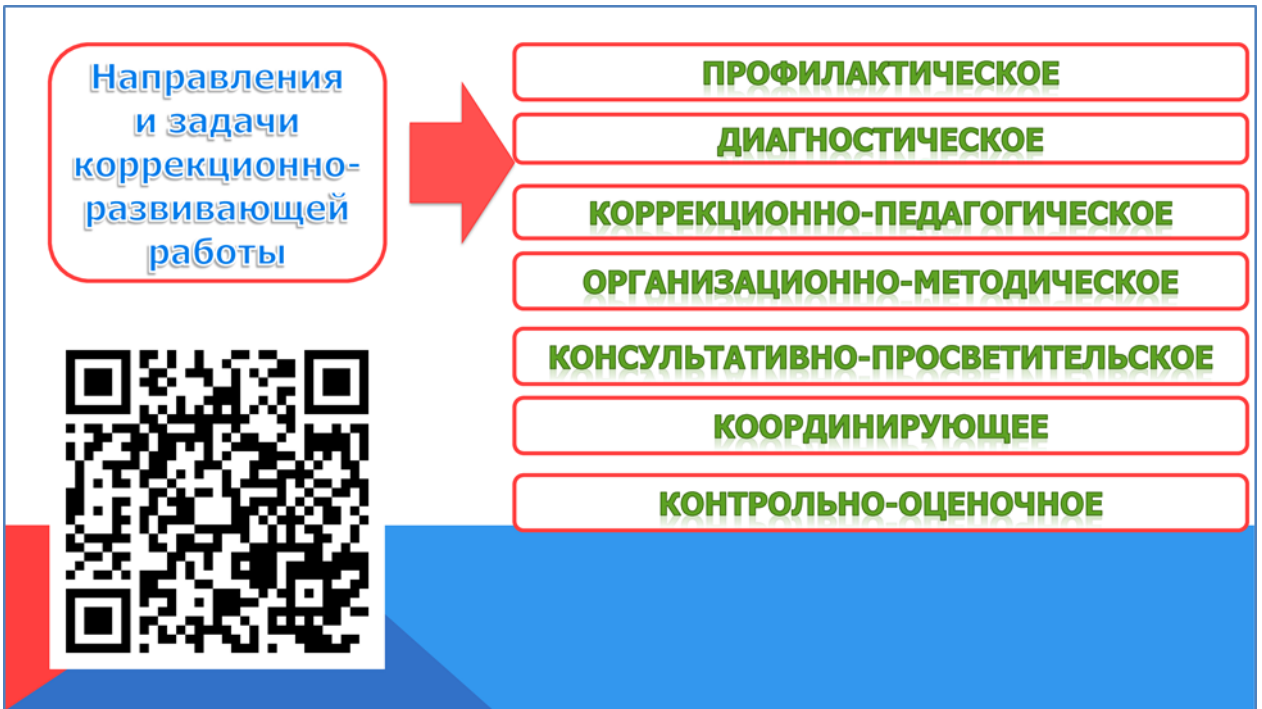 Направления
и задачи
коррекционно-
развивающей
работы
ПРОФИЛАКТИЧЕСКОЕ
ДИАГНОСТИЧЕСКОЕ
КОРРЕКЦИОННО-ПЕДАГОГИЧЕСКОЕ
ОРГАНИЗАЦИОННО-МЕТОДИЧЕСКОЕ
КОНСУЛЬТАТИВНО-ПРОСВЕТИТЕЛЬСКОЕ
КООРДИНИРУЮЩЕЕ
КОНТРОЛЬНО-ОЦЕНОЧНОЕ